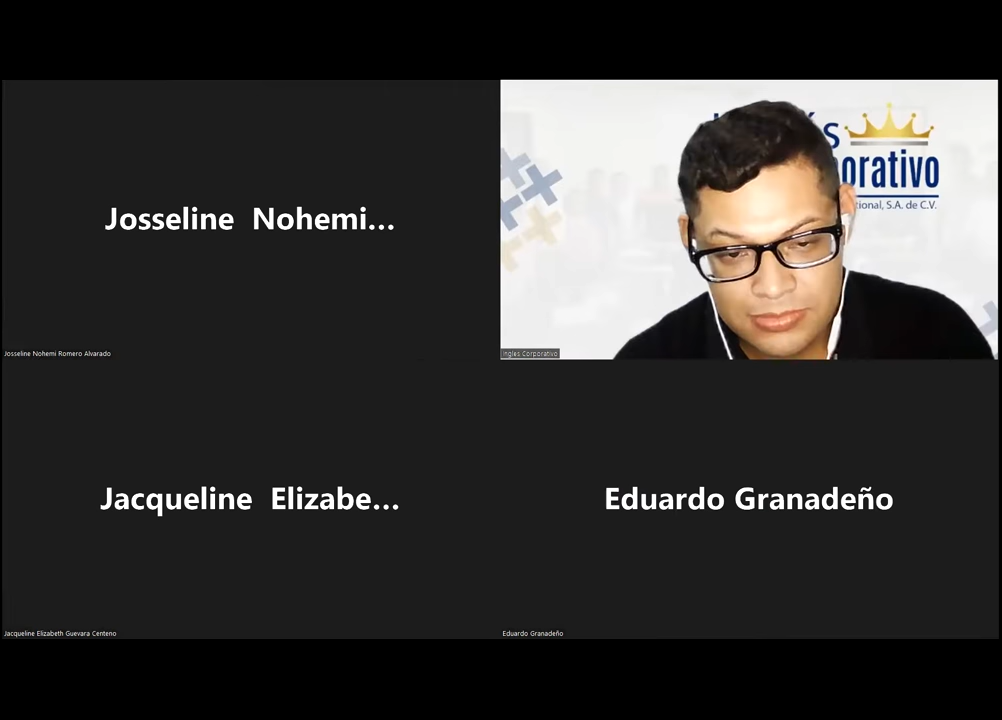 Josseline Nohemi...
Josseline Nohemi Romero Alvarado
s
orativo
tional, S.A. de C.V.
Ingles Corporativo
Jacqueline Elizabe...
Jacqueline Elizabeth Guevara Centeno
Eduardo Granadeño
Eduardo Granadeño